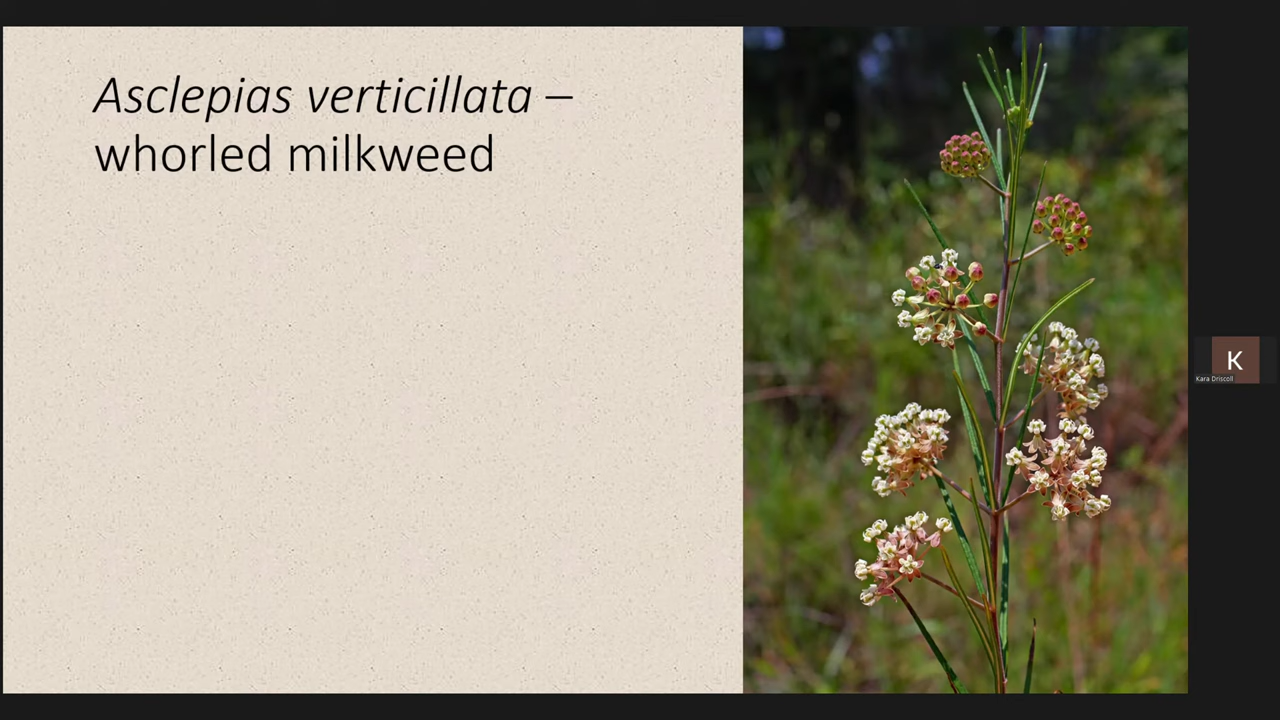 Asclepias verticillata –
whorled milkweed
K
Kara Driscoll